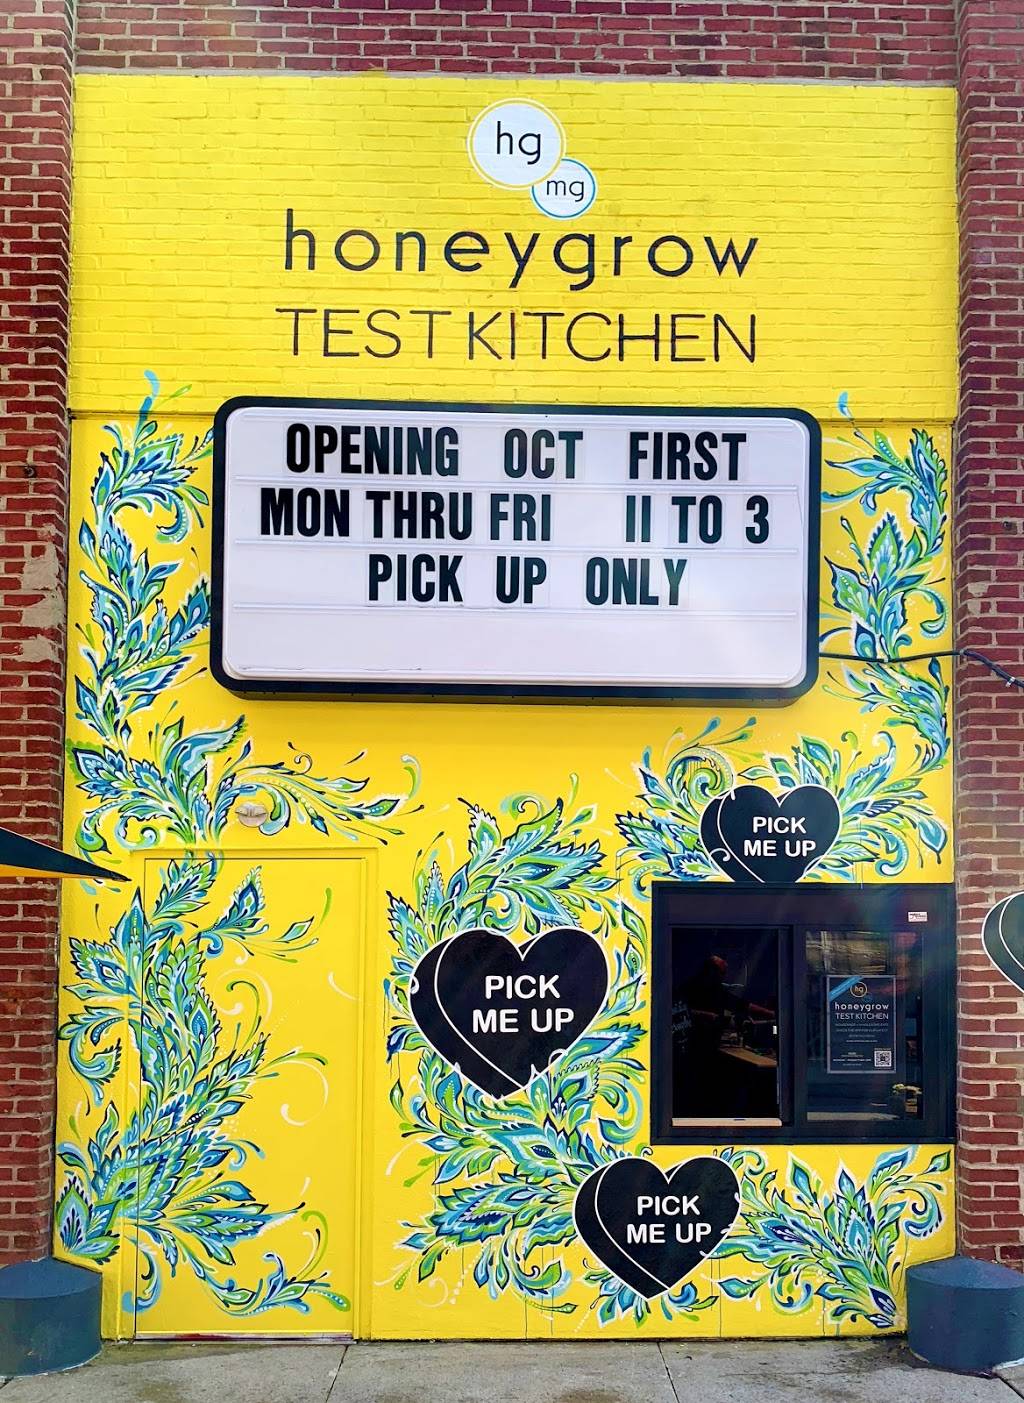 hg
mg
honeygrow
TEST KITCHEN
OPENING OCT FIRST
MON THRU FRI 11 TO 3
PICK UP ONLY
PICK
ME UP
PICK
ME UP
hg
honeygrow
TEST KITCHEN
PICK
ME UP